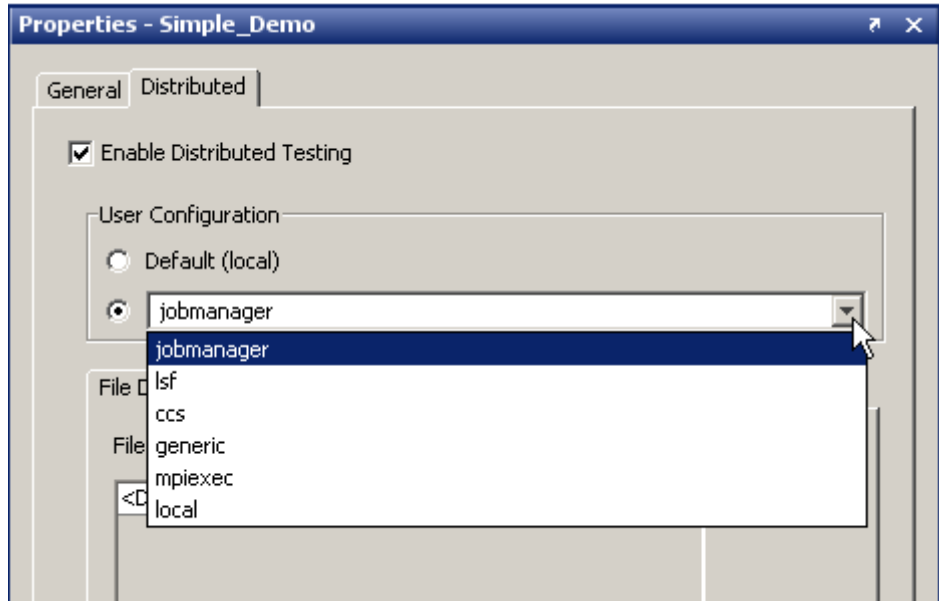 Properties - Simple_Demo
General Distributed
Enable Distributed Testing
User Configuration
Default (local)
jobmanager
jobmanager
lsf
ccs
generic
mpiexec
local
File